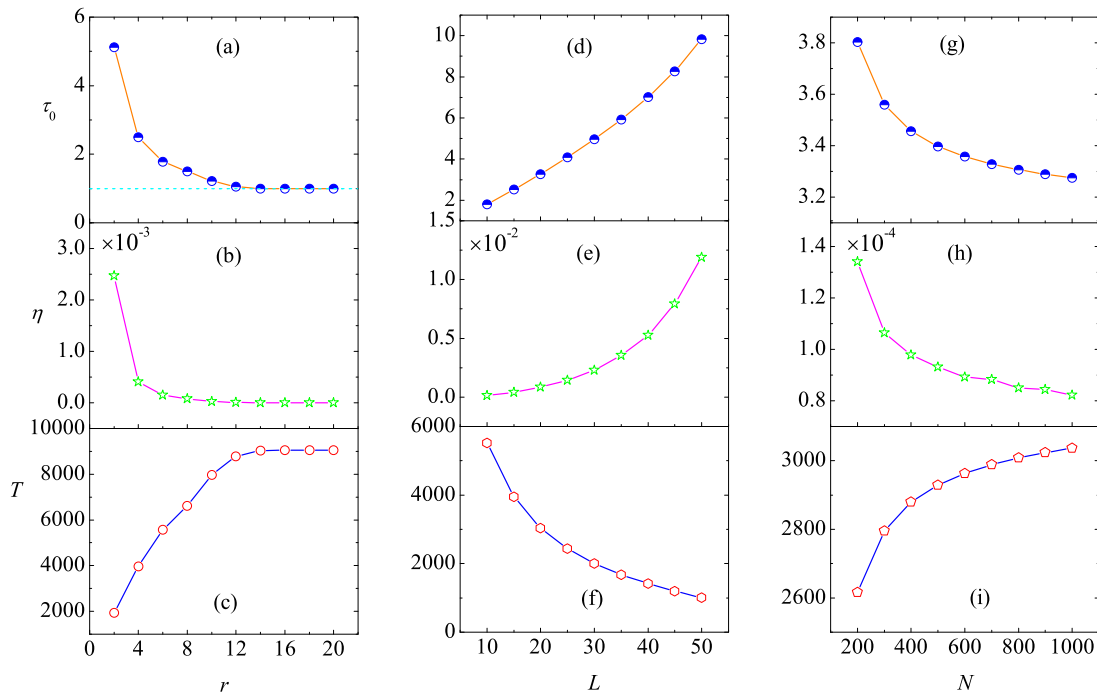 6
4
2
0
τ₀
(a)
×10⁻³
3.0
2.0
1.0
0.0
η
(b)
10000
8000
6000
4000
2000
T
(c)
0 4 8 12 16 20
r
10
8
6
4
2
(d)
1.5
×10⁻²
1.0
0.5
0.0
(e)
6000
4000
2000
0
(f)
10 20 30 40 50
L
3.8
3.6
3.4
3.2
(g)
1.4
×10⁻⁴
1.2
1.0
0.8
(h)
3000
2800
2600
(i)
200 400 600 800 1000
N